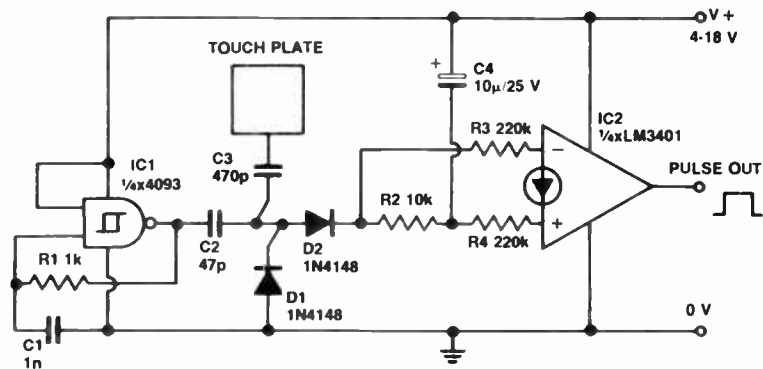 V +
4-18 V
TOUCH PLATE
+
C4
10µ/25 V
IC1
¼x4093
C3
470p
IC2
¼xLM3401
R3 220k
−
PULSE OUT
R2 10k
+
R4 220k
C2
47p
D2
1N4148
R1 1k
D1
1N4148
C1
1n
0 V